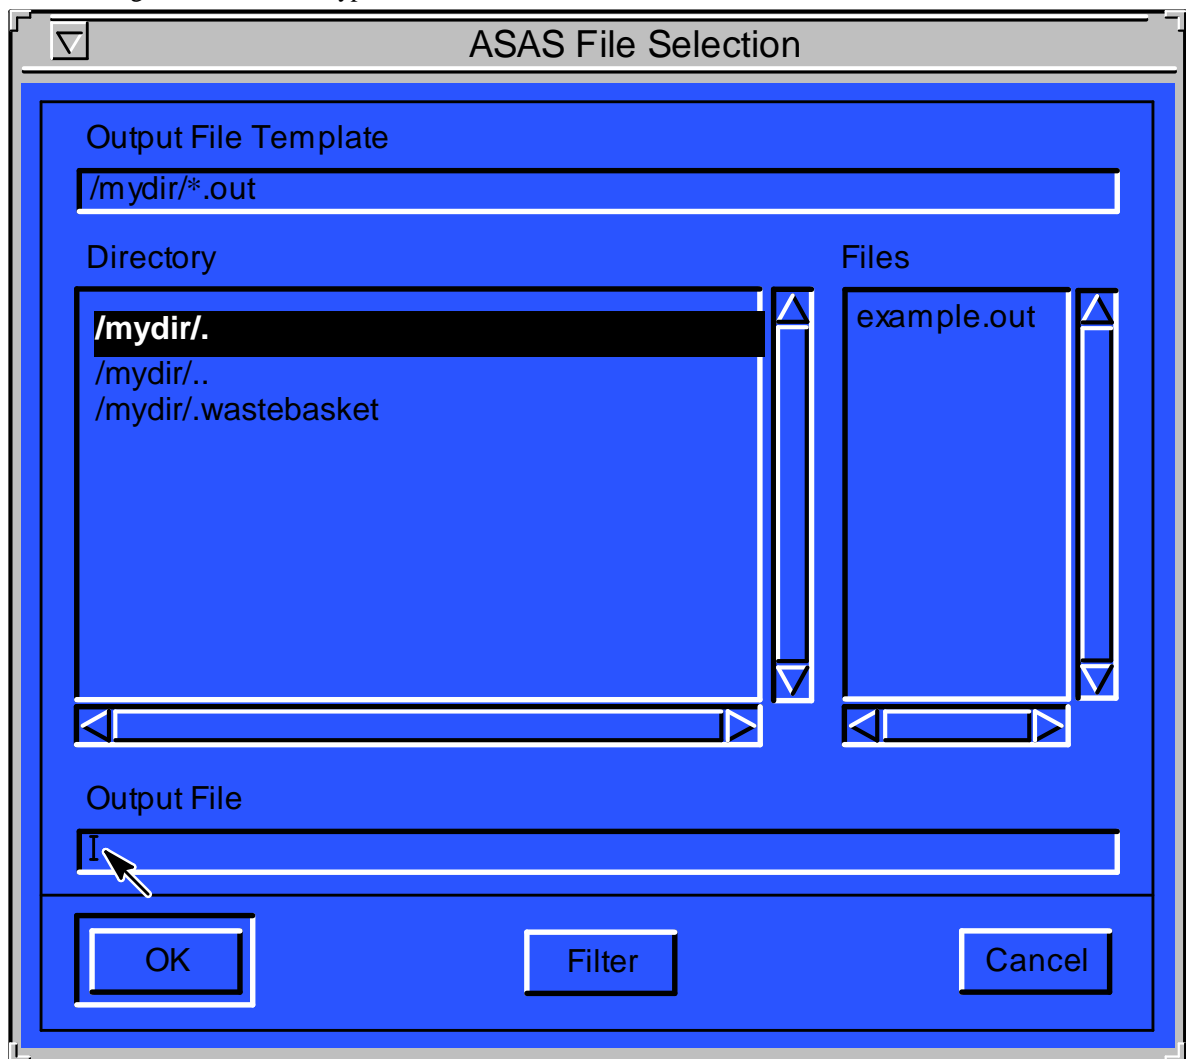 ASAS File Selection
Output File Template
/mydir/*.out
Directory
Files
/mydir/.
/mydir/..
/mydir/.wastebasket
example.out
Output File
OK
Filter
Cancel